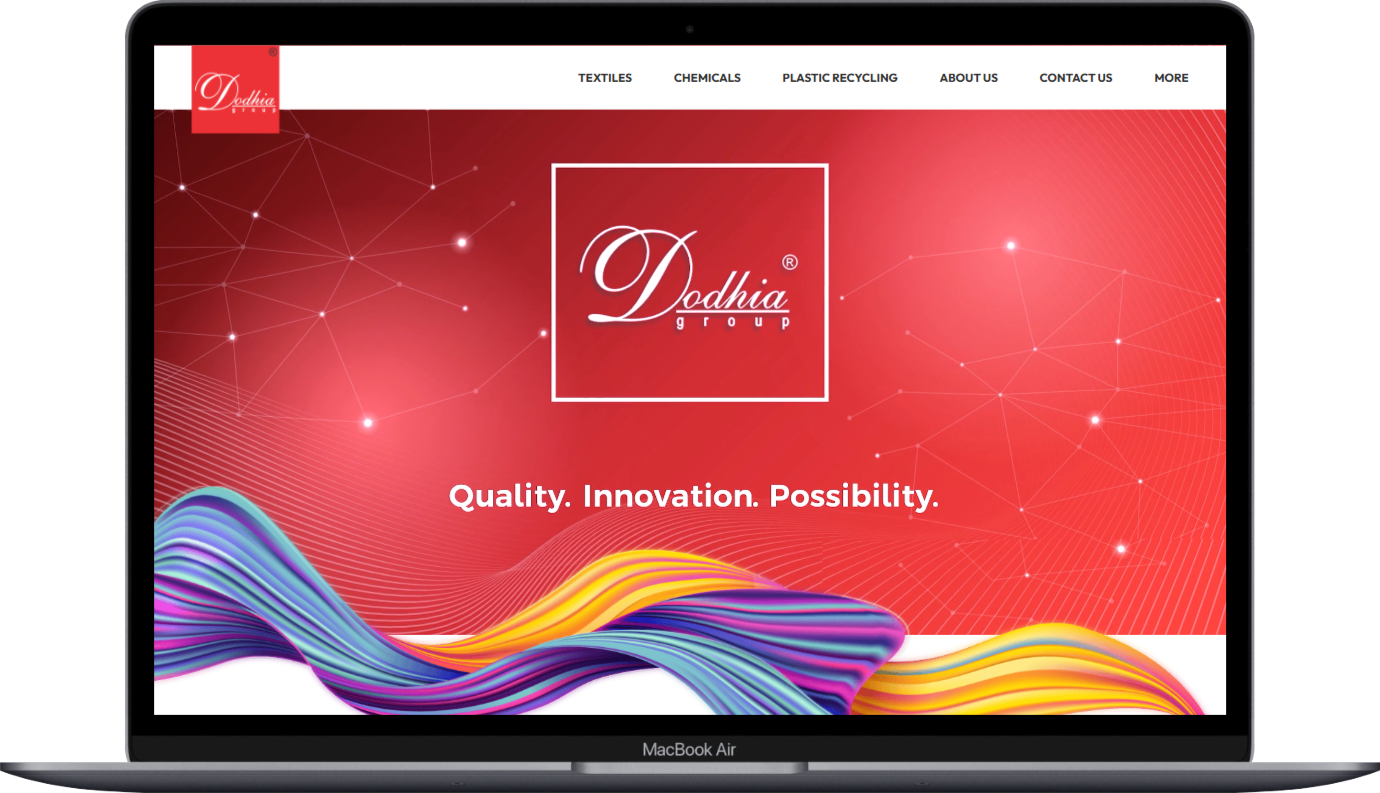 ®
Dodhia
group
TEXTILES CHEMICALS PLASTIC RECYCLING ABOUT US CONTACT US MORE
Dodhia ®
group
Quality. Innovation. Possibility.
MacBook Air